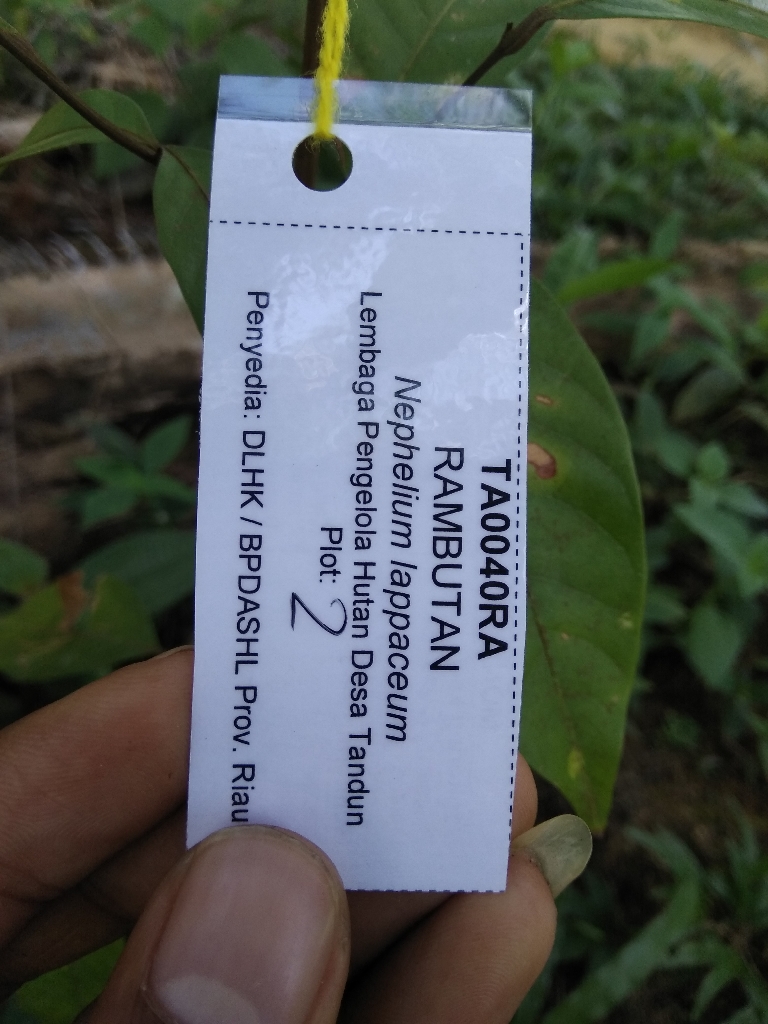 TA0040RA
RAMBUTAN
Nephelium lappaceum
Lembaga Pengelola Hutan Desa Tandun
Plot: 2
Penyedia: DLHK / BPDASHL Prov. Riau